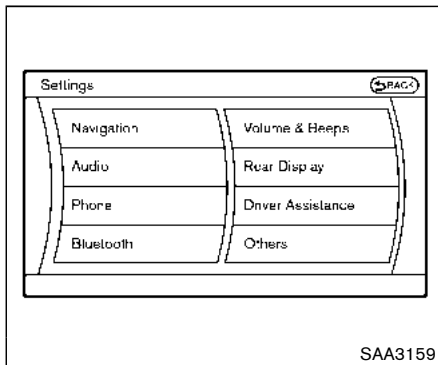 Settings
BACK
Navigation
Volume & Beeps
Audio
Rear Display
Phone
Driver Assistance
Bluetooth
Others
SAA3159